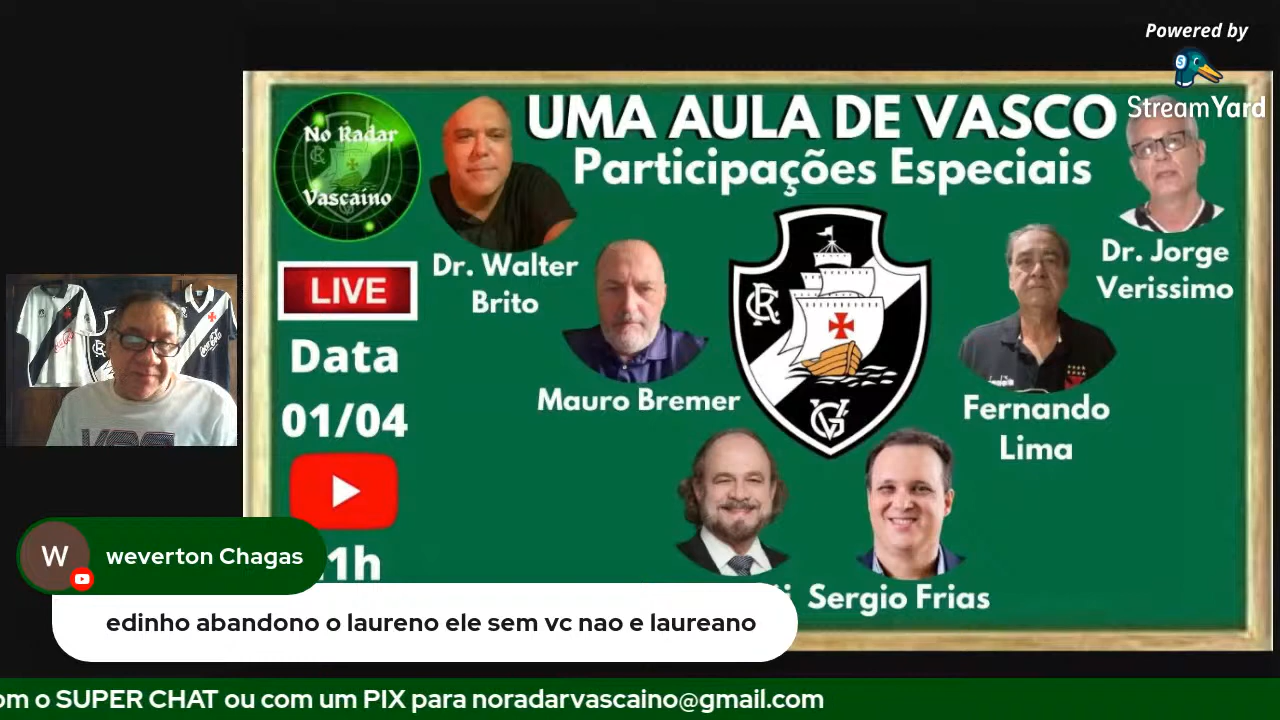 Powered by
StreamYard
UMA AULA DE VASCO
Participações Especiais
No Radar
Vascaíno
LIVE
Data
01/04
1h
Dr. Walter
Brito
Mauro Bremer
Dr. Jorge
Verissimo
Fernando
Lima
Sergio Frias
W
weverton Chagas
edinho abandono o laureno ele sem vc nao e laureano
om o SUPER CHAT ou com um PIX para noradarvascaino@gmail.com